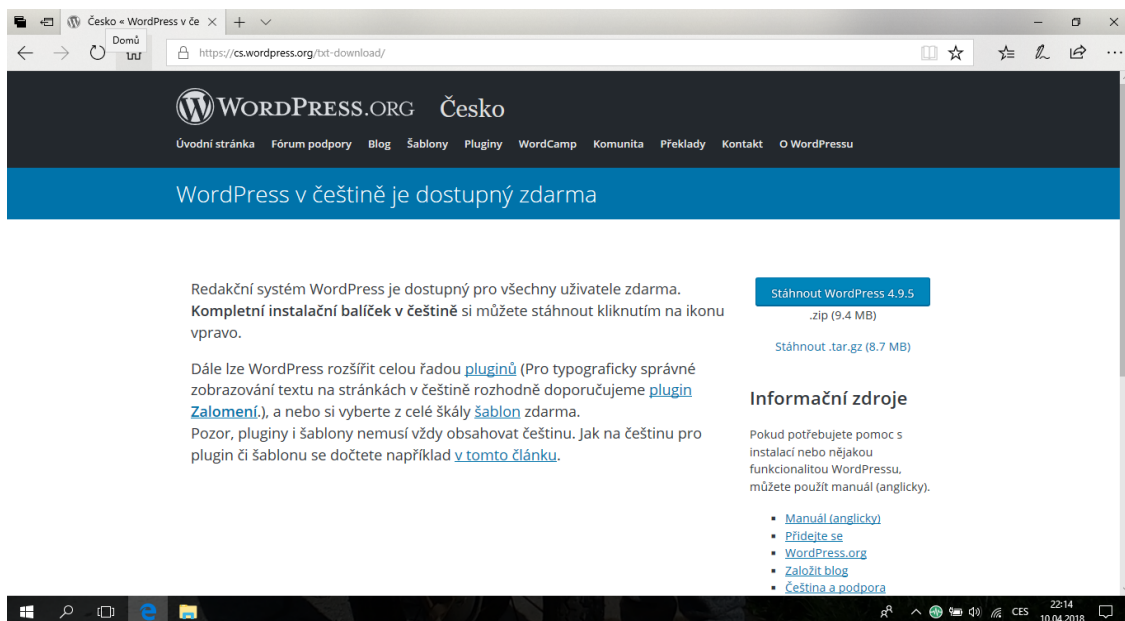 Česko « WordPress v če
Domů
https://cs.wordpress.org/txt-download/
WORDPRESS.ORG Česko
Úvodní stránka Fórum podpory Blog Šablony Pluginy WordCamp Komunita Překlady Kontakt O WordPressu
WordPress v češtině je dostupný zdarma
Redakční systém WordPress je dostupný pro všechny uživatele zdarma.
Kompletní instalační balíček v češtině si můžete stáhnout kliknutím na ikonu
vpravo.
Dále lze WordPress rozšířit celou řadou pluginů (Pro typograficky správné
zobrazování textu na stránkách v češtině rozhodně doporučujeme plugin
Zalomení.), a nebo si vyberte z celé škály šablon zdarma.
Pozor, pluginy i šablony nemusí vždy obsahovat češtinu. Jak na češtinu pro
plugin či šablonu se dočtete například v tomto článku.
Stáhnout WordPress 4.9.5
.zip (9.4 MB)
Stáhnout .tar.gz (8.7 MB)
Informační zdroje
Pokud potřebujete pomoc s
instalací nebo nějakou
funkcionalitou WordPressu,
můžete použít manuál (anglicky).
Manuál (anglicky)
Přidejte se
WordPress.org
Založit blog
Čeština a podpora
CES
22:14
10.04.2018